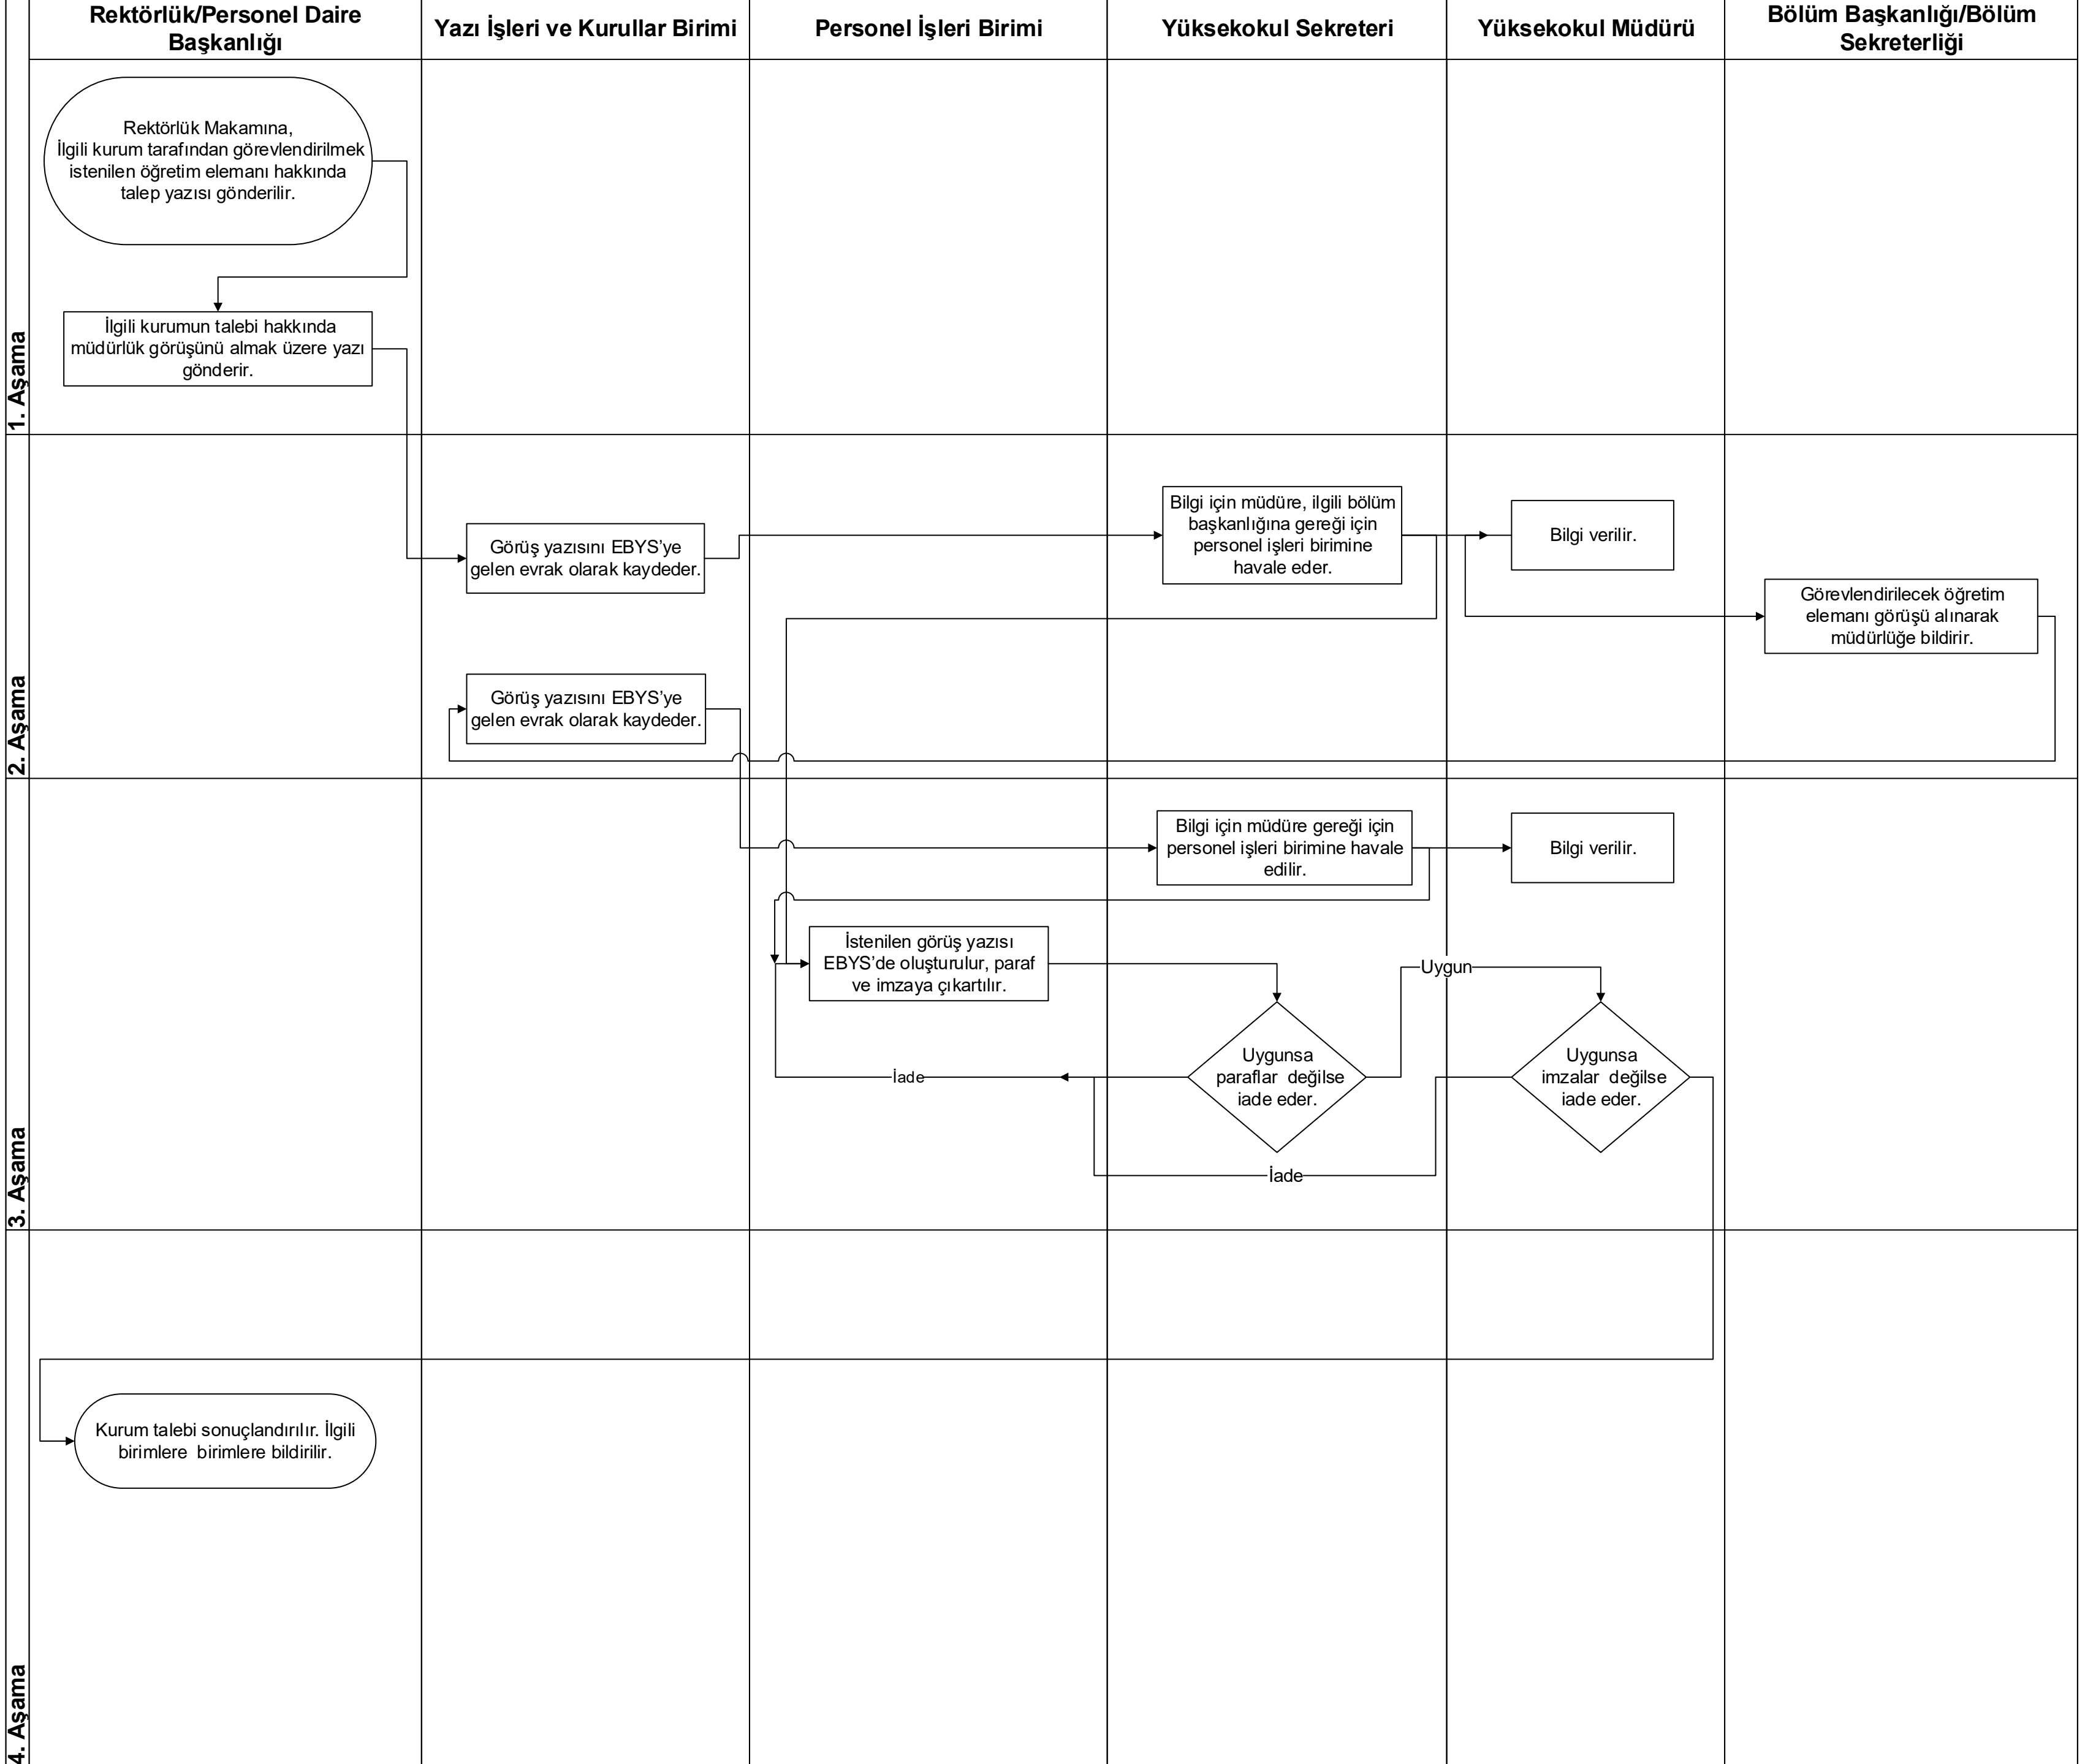 Rektörlük/Personel Daire
Başkanlığı
Yazı İşleri ve Kurullar Birimi
Personel İşleri Birimi
Yüksekokul Sekreteri
Yüksekokul Müdürü
Bölüm Başkanlığı/Bölüm
Sekreterliği
1. Aşama
Rektörlük Makamına,
İlgili kurum tarafından görevlendirilmek
istenilen öğretim elemanı hakkında
talep yazısı gönderilir.
İlgili kurumun talebi hakkında
müdürlük görüşünü almak üzere yazı
gönderir.
2. Aşama
Görüş yazısını EBYS’ye
gelen evrak olarak kaydeder.
Bilgi için müdüre, ilgili bölüm
başkanlığına gereği için
personel işleri birimine
havale eder.
Bilgi verilir.
Görevlendirilecek öğretim
elemanı görüşü alınarak
müdürlüğe bildirir.
Görüş yazısını EBYS’ye
gelen evrak olarak kaydeder.
3. Aşama
Bilgi için müdüre gereği için
personel işleri birimine havale
edilir.
Bilgi verilir.
İstenilen görüş yazısı
EBYS’de oluşturulur, paraf
ve imzaya çıkartılır.
Uygun
Uygunsa
paraflar  değilse
iade eder.
Uygunsa
imzalar  değilse
iade eder.
İade
İade
4. Aşama
Kurum talebi sonuçlandırılır. İlgili
birimlere  birimlere bildirilir.